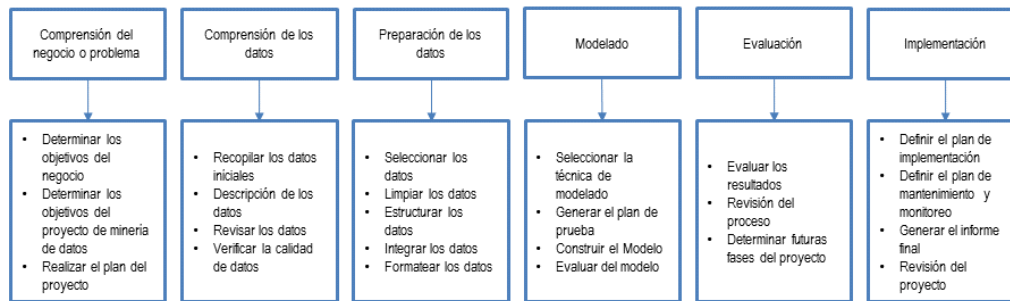 Comprensión del
negocio o problema
Comprensión de los
datos
Preparación de los
datos
Modelado
Evaluación
Implementación
• Determinar los
objetivos del
negocio
• Determinar los
objetivos del
proyecto de minería
de datos
• Realizar el plan del
proyecto
• Recopilar los datos
iníciales
• Descripción de los
datos
• Revisar los datos
• Verificar la calidad
de datos
• Seleccionar los
datos
• Limpiar los datos
• Estructurar los
datos
• Integrar los datos
• Formatear los datos
• Seleccionar la
técnica de
modelado
• Generar el plan de
prueba
• Construir el Modelo
• Evaluar del modelo
• Evaluar los
resultados
• Revisión del
proceso
• Determinar futuras
fases del proyecto
• Definir el plan de
implementación
• Definir el plan de
mantenimiento y
monitoreo
• Generar el informe
final
• Revisión del
proyecto